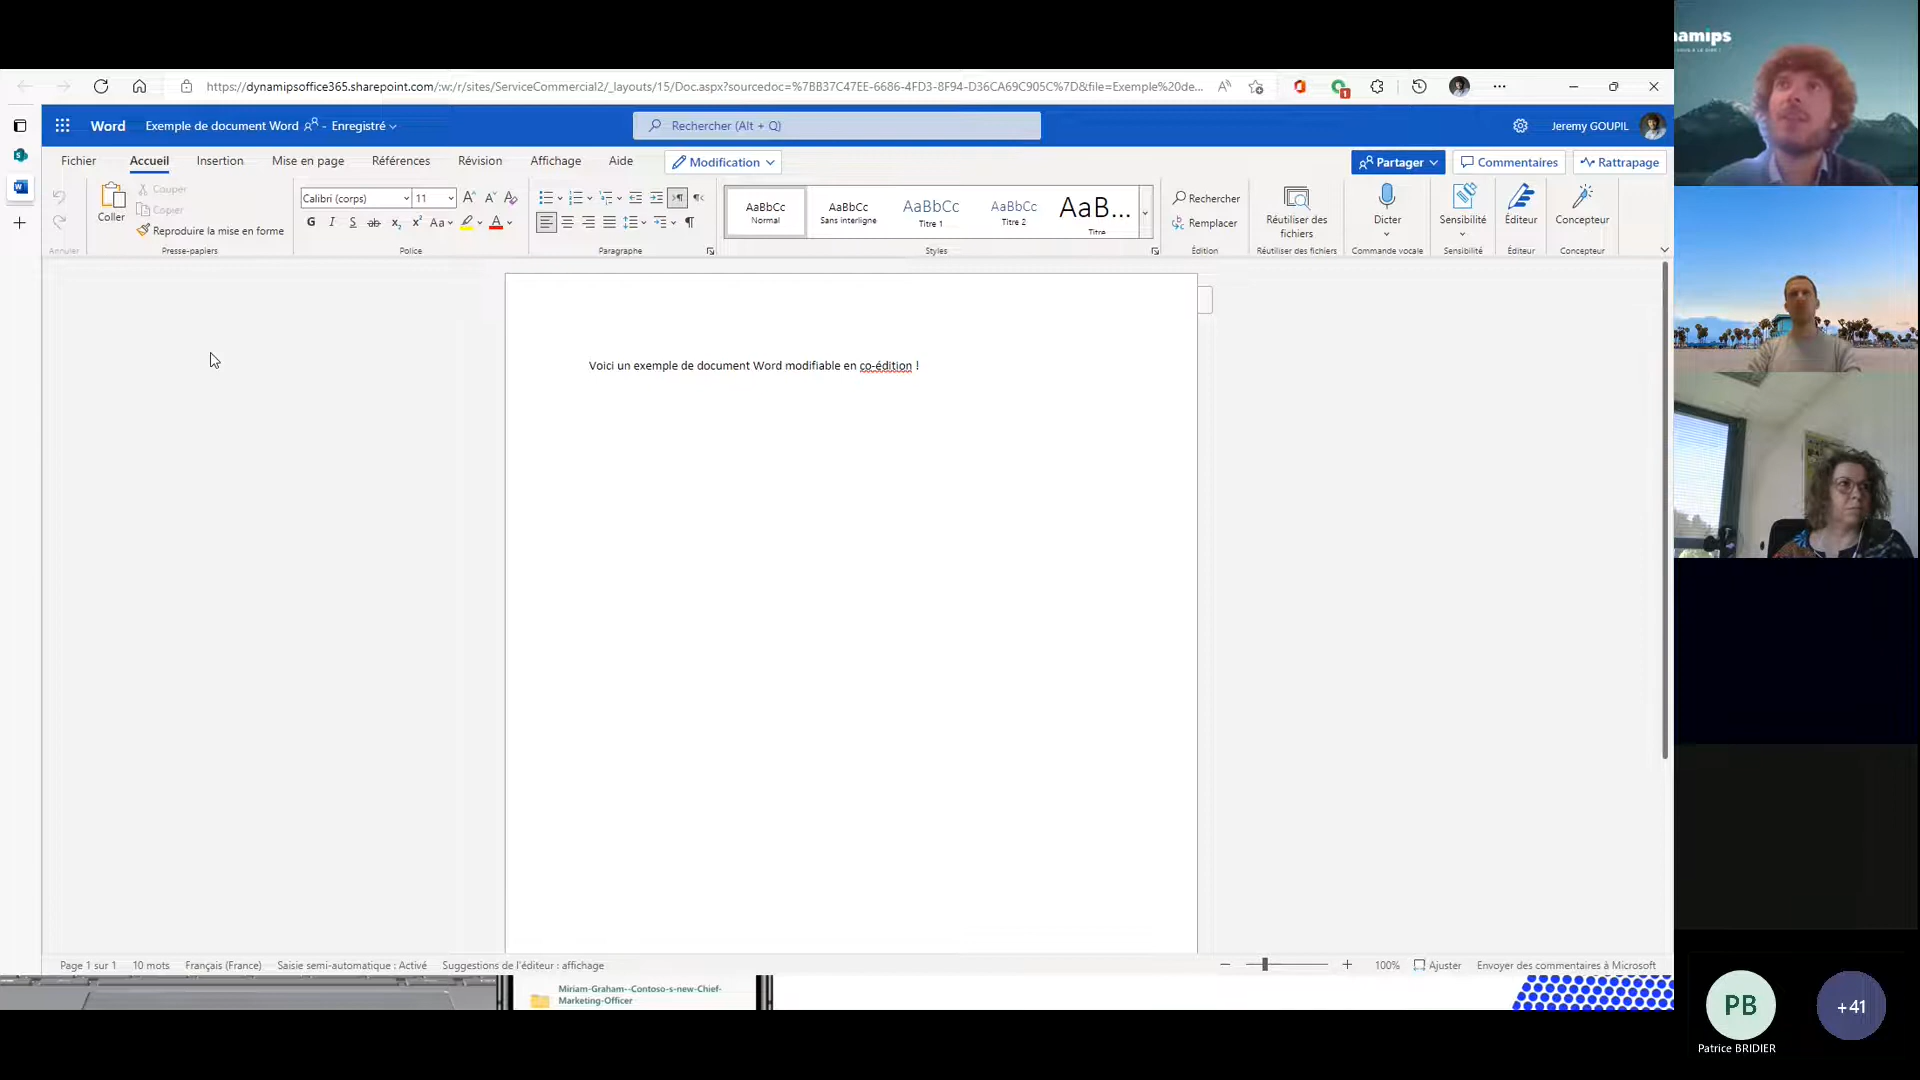 namips
https://dynamipsoffice365.sharepoint.com/:w:/r/sites/ServiceCommercial2/_layouts/15/Doc.aspx?sourcedoc=%7BB37C47EE-6686-4FD3-8F94-D36CA69C905C%7D&file=Exemple%20de...
Word Exemple de document Word - Enregistré
Rechercher (Alt + Q)
Jeremy GOUPIL
Fichier Accueil Insertion Mise en page Références Révision Affichage Aide Modification
Partager Commentaires Rattrapage
Annuler
Coller
Couper
Copier
Reproduire la mise en forme
Presse-papiers
Calibri (corps) 11
G I S ab x₂ x² Aa
Police
Paragraphe
AaBbCc Normal
AaBbCc Sans interligne
AaBbCc Titre 1
AaBbCc Titre 2
AaB... Titre
Styles
Rechercher
Remplacer
Édition
Réutiliser des fichiers
Réutiliser des fichiers
Dicter
Commande vocale
Sensibilité
Sensibilité
Éditeur
Éditeur
Concepteur
Concepteur
Voici un exemple de document Word modifiable en co-édition !
Page 1 sur 1 10 mots Français (France) Saisie semi-automatique : Activé Suggestions de l'éditeur : affichage
100% Ajuster Envoyer des commentaires à Microsoft
Miriam-Graham--Contoso-s-new-Chief-
Marketing-Officer
PB
Patrice BRIDIER
+41